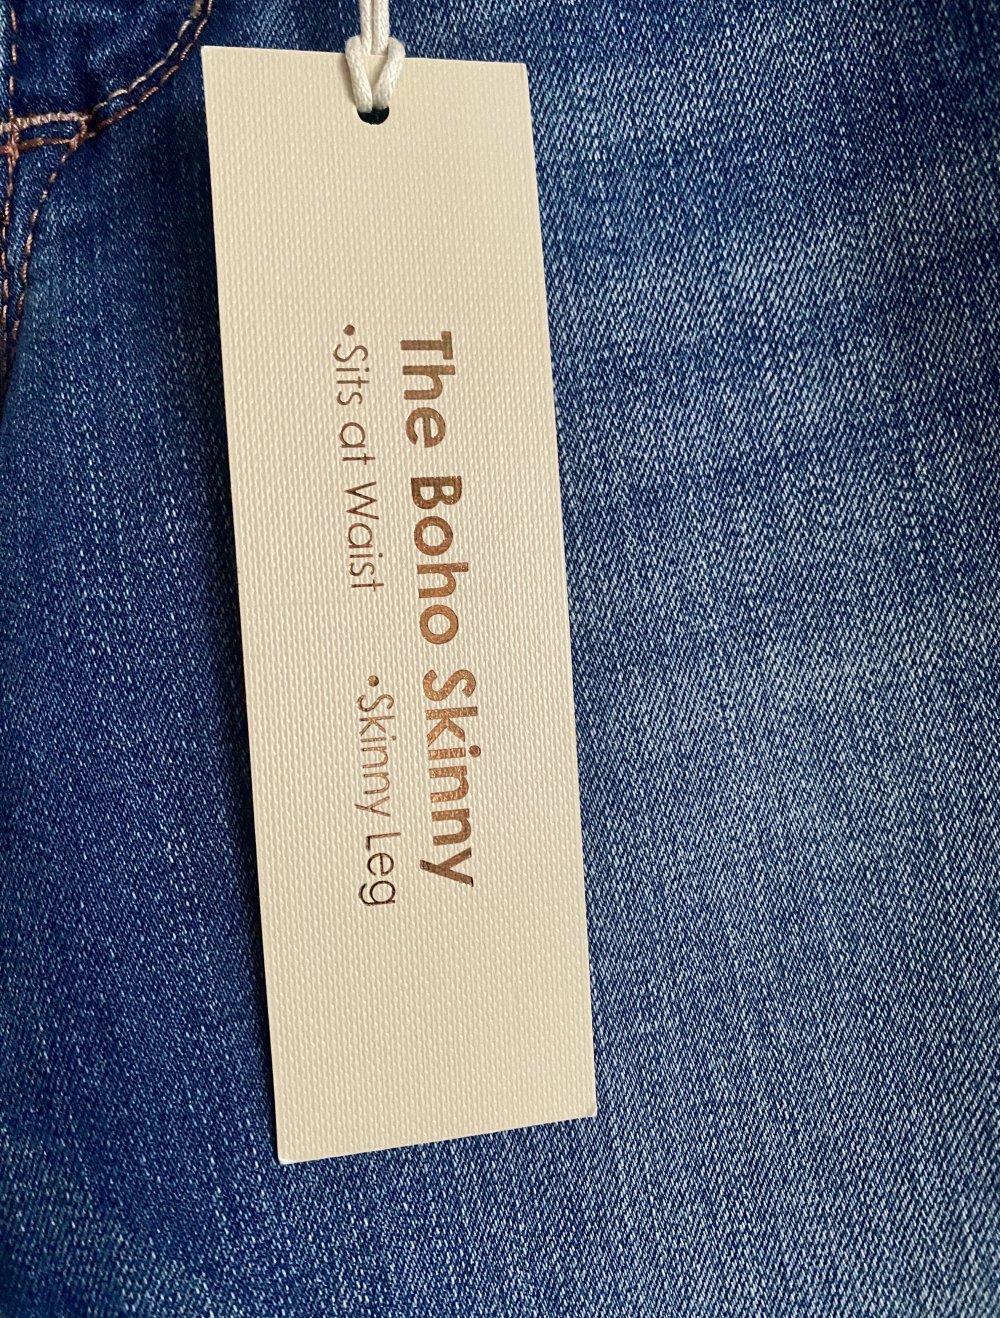 The Boho Skinny
•Sits at Waist •Skinny Leg